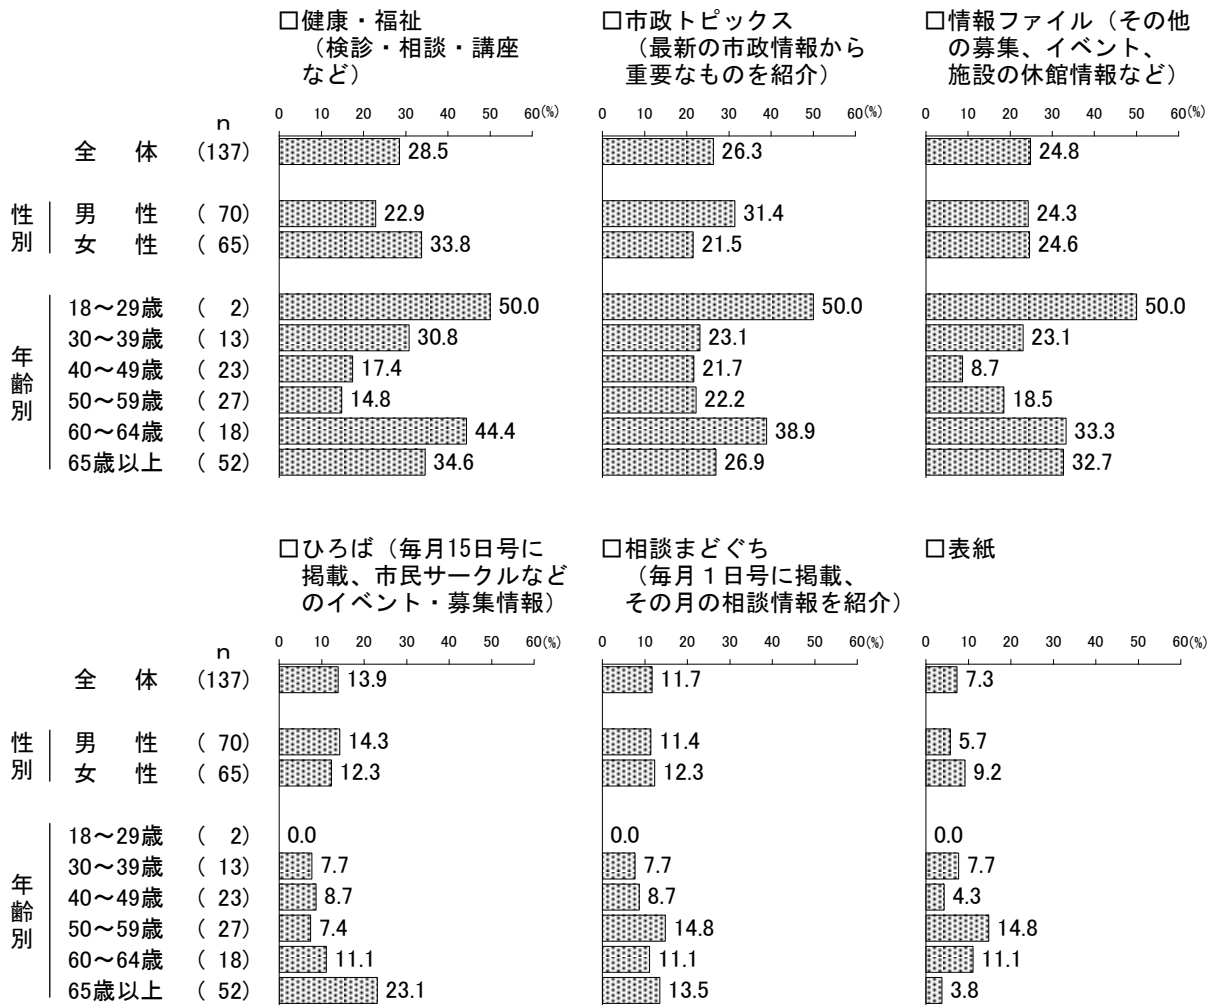 □健康・福祉
（検診・相談・講座
など）
□市政トピックス
（最新の市政情報から
重要なものを紹介）
□情報ファイル（その他
の募集、イベント、
施設の休館情報など）
0 10 20 30 40 50 60(%) 0 10 20 30 40 50 60(%) 0 10 20 30 40 50 60(%)
n
全体 (137) 28.5 26.3 24.8
性別
男性 ( 70) 22.9 31.4 24.3
女性 ( 65) 33.8 21.5 24.6
年齢別
18～29歳 ( 2) 50.0 50.0 50.0
30～39歳 ( 13) 30.8 23.1 23.1
40～49歳 ( 23) 17.4 21.7 8.7
50～59歳 ( 27) 14.8 22.2 18.5
60～64歳 ( 18) 44.4 38.9 33.3
65歳以上 ( 52) 34.6 26.9 32.7
□ひろば（毎月15日号に
掲載、市民サークルなど
のイベント・募集情報）
□相談まどぐち
（毎月１日号に掲載、
その月の相談情報を紹介）
□表紙
0 10 20 30 40 50 60(%) 0 10 20 30 40 50 60(%) 0 10 20 30 40 50 60(%)
n
全体 (137) 13.9 11.7 7.3
性別
男性 ( 70) 14.3 11.4 5.7
女性 ( 65) 12.3 12.3 9.2
年齢別
18～29歳 ( 2) 0.0 0.0 0.0
30～39歳 ( 13) 7.7 7.7 7.7
40～49歳 ( 23) 8.7 8.7 4.3
50～59歳 ( 27) 7.4 14.8 14.8
60～64歳 ( 18) 11.1 11.1 11.1
65歳以上 ( 52) 23.1 13.5 3.8